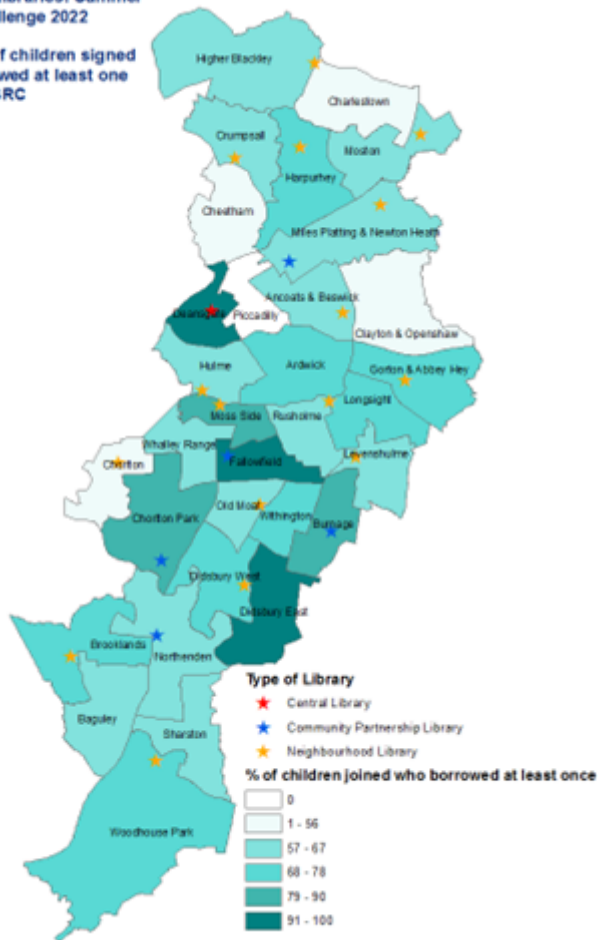 llenge 2022
of children signed
wed at least one
SRC
Higher Blackley
Charlestown
Crumpsall
Moston
Harpurhey
Cheetham
Miles Platting & Newton Heath
Ancoats & Beswick
Deansgate
Piccadilly
Clayton & Openshaw
Hulme
Ardwick
Gorton & Abbey Hey
Longsight
Moss Side
Rusholme
Whalley Range
Levenshulme
Chorlton
Fallowfield
Old Moat
Withington
Chorlton Park
Burnage
Didsbury West
Didsbury East
Brooklands
Northenden
Baguley
Sharston
Woodhouse Park
Type of Library
Central Library
Community Partnership Library
Neighbourhood Library
% of children joined who borrowed at least once
0
1 - 56
57 - 67
68 - 78
79 - 90
91 - 100